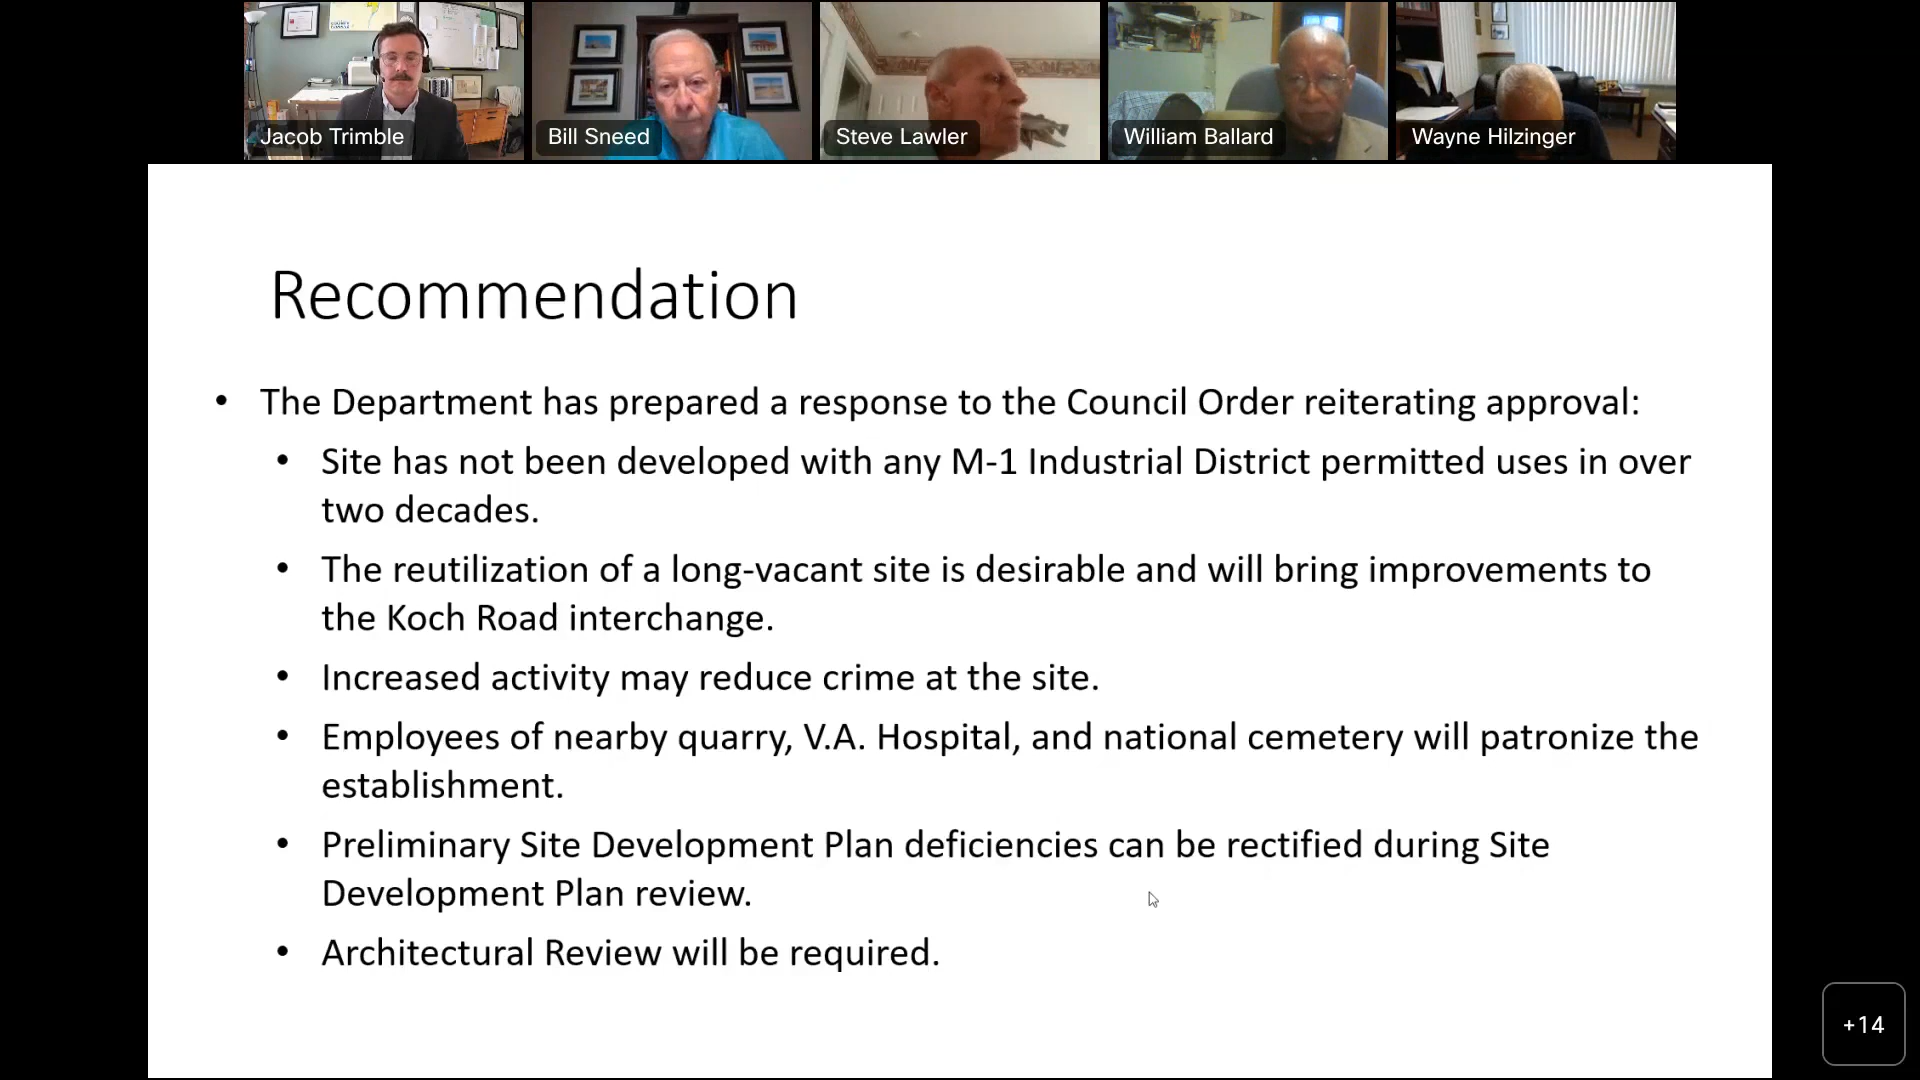 Jacob Trimble
Bill Sneed
Steve Lawler
William Ballard
Wayne Hilzinger
Recommendation
• The Department has prepared a response to the Council Order reiterating approval:
• Site has not been developed with any M-1 Industrial District permitted uses in over
two decades.
• The reutilization of a long-vacant site is desirable and will bring improvements to
the Koch Road interchange.
• Increased activity may reduce crime at the site.
• Employees of nearby quarry, V.A. Hospital, and national cemetery will patronize the
establishment.
• Preliminary Site Development Plan deficiencies can be rectified during Site
Development Plan review.
• Architectural Review will be required.
+14